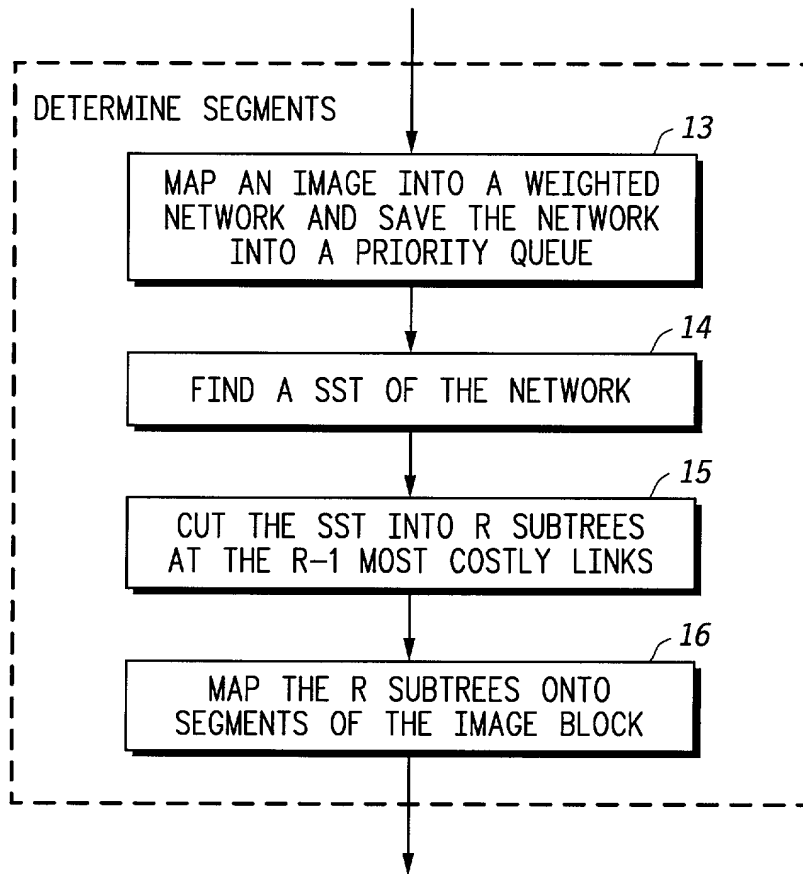 DETERMINE SEGMENTS
13
MAP AN IMAGE INTO A WEIGHTED
NETWORK AND SAVE THE NETWORK
INTO A PRIORITY QUEUE
14
FIND A SST OF THE NETWORK
15
CUT THE SST INTO R SUBTREES
AT THE R-1 MOST COSTLY LINKS
16
MAP THE R SUBTREES ONTO
SEGMENTS OF THE IMAGE BLOCK